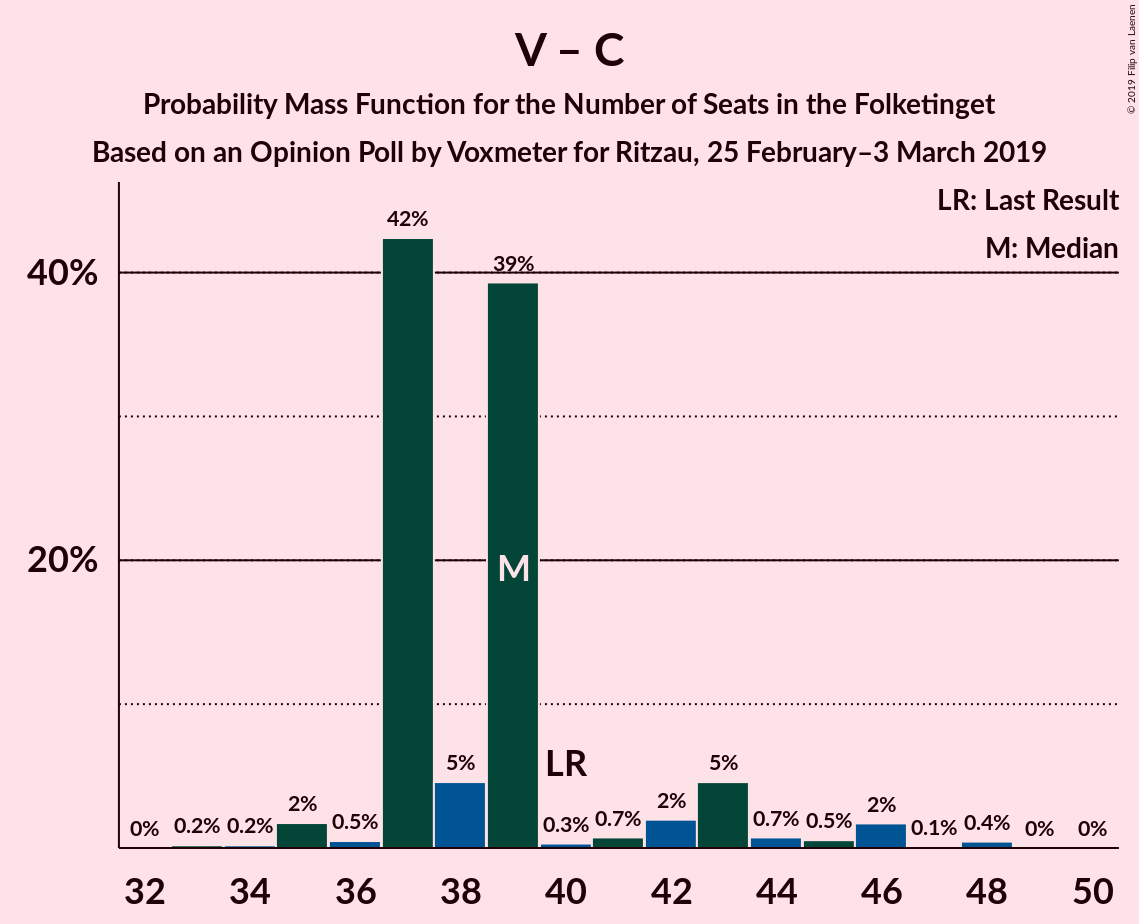 V – C
Probability Mass Function for the Number of Seats in the Folketinget
Based on an Opinion Poll by Voxmeter for Ritzau, 25 February–3 March 2019
© 2019 Filip van Laenen
LR: Last Result
M: Median
40%
20%
0%
0.2%
0.2%
2%
0.5%
42%
5%
39%
M
LR
0.3%
0.7%
2%
5%
0.7%
0.5%
2%
0.1%
0.4%
0%
0%
32 34 36 38 40 42 44 46 48 50